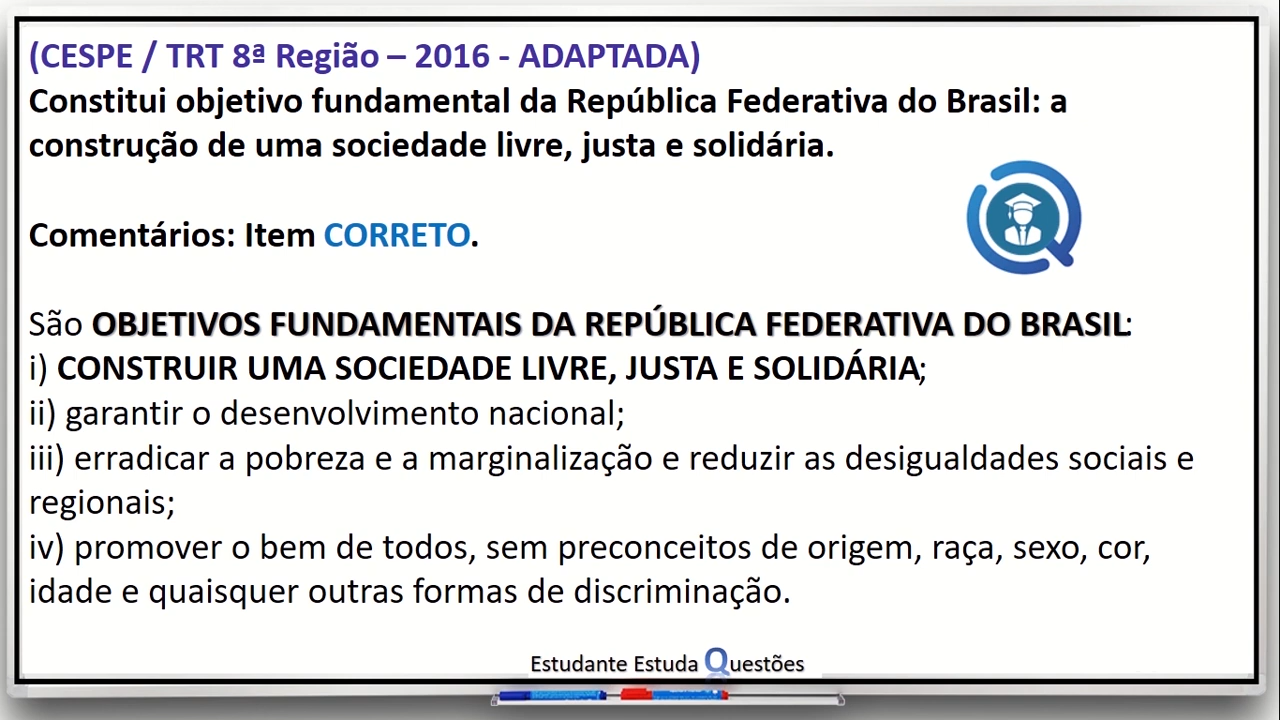 (CESPE / TRT 8ª Região – 2016 - ADAPTADA)
Constitui objetivo fundamental da República Federativa do Brasil: a
construção de uma sociedade livre, justa e solidária.
Comentários: Item CORRETO.
São OBJETIVOS FUNDAMENTAIS DA REPÚBLICA FEDERATIVA DO BRASIL:
i) CONSTRUIR UMA SOCIEDADE LIVRE, JUSTA E SOLIDÁRIA;
ii) garantir o desenvolvimento nacional;
iii) erradicar a pobreza e a marginalização e reduzir as desigualdades sociais e
regionais;
iv) promover o bem de todos, sem preconceitos de origem, raça, sexo, cor,
idade e quaisquer outras formas de discriminação.
Estudante Estuda Questões